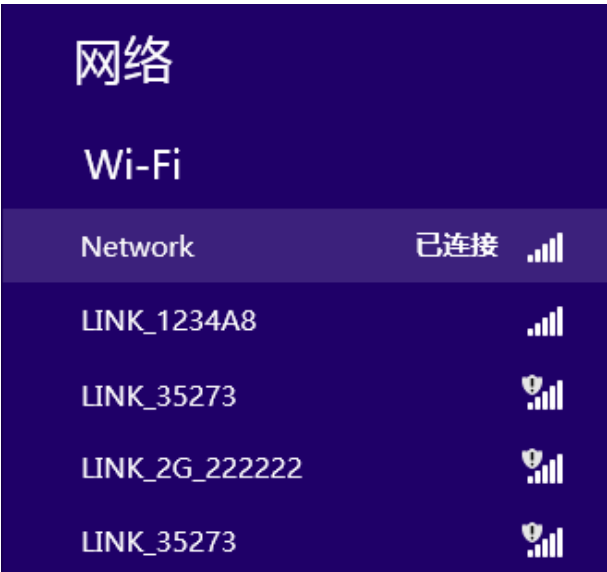 网络
Wi-Fi
Network 已连接
LINK_1234A8
LINK_35273
LINK_2G_222222
LINK_35273